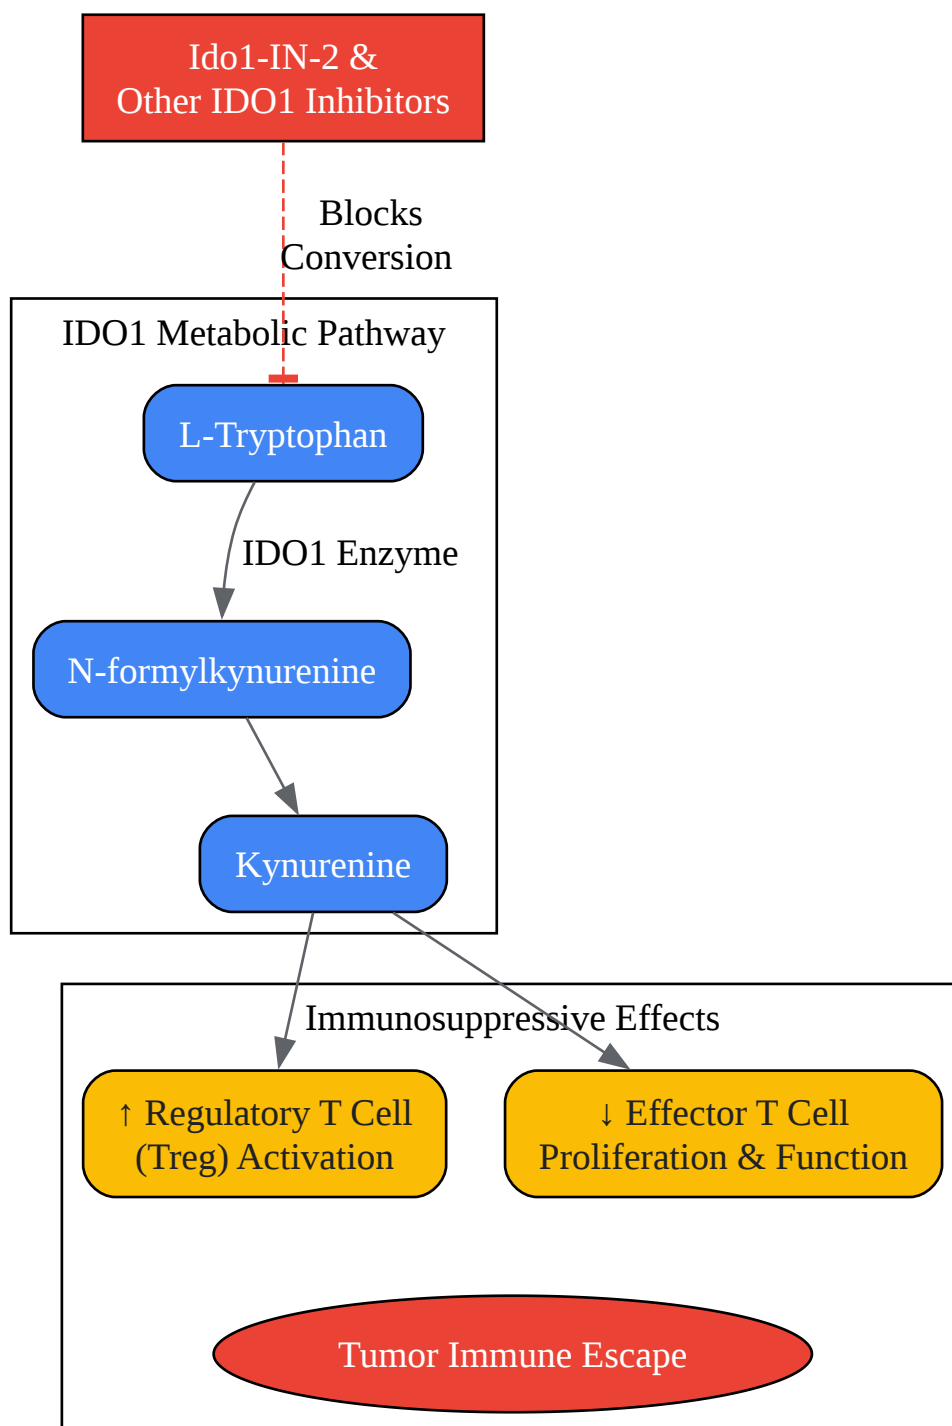 Ido1-IN-2 &
Other IDO1 Inhibitors
Blocks
Conversion
IDO1 Metabolic Pathway
L-Tryptophan
IDO1 Enzyme
N-formylkynurenine
Kynurenine
Immunosuppressive Effects
↑ Regulatory T Cell
(Treg) Activation
↓ Effector T Cell
Proliferation & Function
Tumor Immune Escape